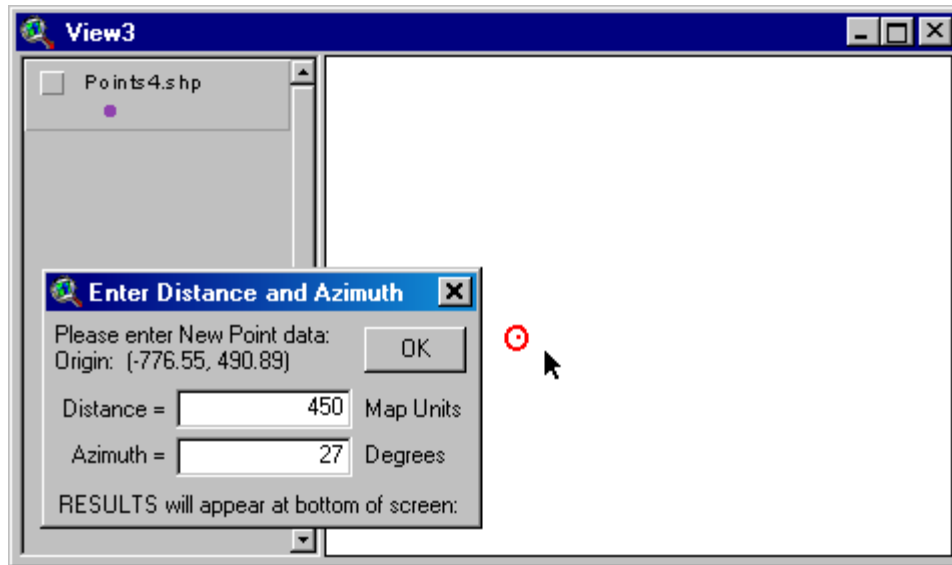 View3
Points4.shp
Enter Distance and Azimuth
Please enter New Point data:
Origin: (-776.55, 490.89)
OK
Distance = 450 Map Units
Azimuth = 27 Degrees
RESULTS will appear at bottom of screen: